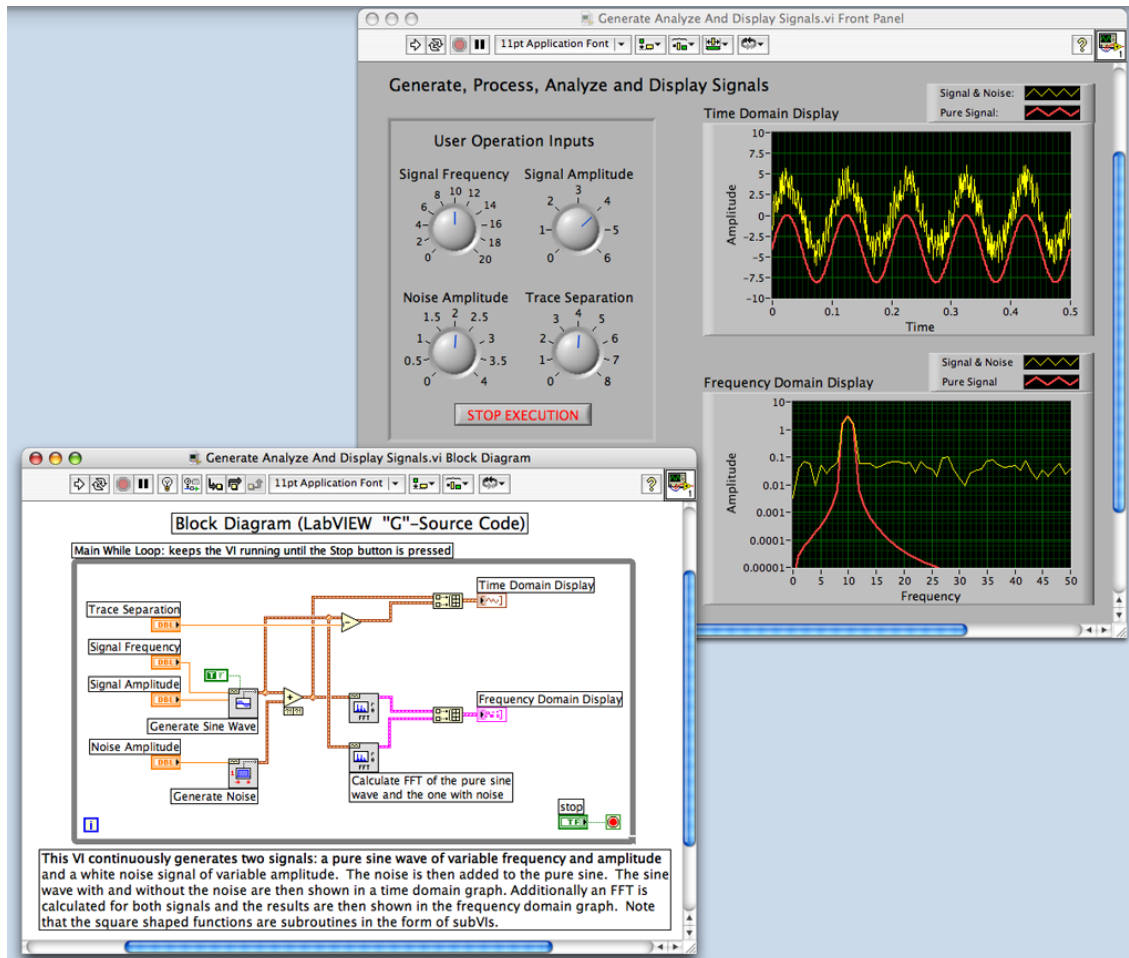 Generate Analyze And Display Signals.vi Front Panel
11pt Application Font
?
1
Generate, Process, Analyze and Display Signals
User Operation Inputs
Signal Frequency
0 2 4 6 8 10 12 14 16 18 20
Signal Amplitude
0 1 2 3 4 5 6
Noise Amplitude
0 0.5 1 1.5 2 2.5 3 3.5 4
Trace Separation
0 1 2 3 4 5 6 7 8
STOP EXECUTION
Signal & Noise:
Pure Signal:
Time Domain Display
Amplitude
10
7.5
5
2.5
0
-2.5
-5
-7.5
-10
0 0.1 0.2 0.3 0.4 0.5
Time
Signal & Noise
Pure Signal
Frequency Domain Display
Amplitude
10
1
0.1
0.01
0.001
0.0001
0.00001
0 5 10 15 20 25 30 35 40 45 50
Frequency
Generate Analyze And Display Signals.vi Block Diagram
11pt Application Font
?
1
Block Diagram (LabVIEW "G"-Source Code)
Main While Loop: keeps the VI running until the Stop button is pressed
Time Domain Display
Trace Separation
DBL
Signal Frequency
DBL
Signal Amplitude
DBL
Generate Sine Wave
Frequency Domain Display
FFT
Noise Amplitude
DBL
FFT
Generate Noise
Calculate FFT of the pure sine
wave and the one with noise
stop
TF
i
This VI continuously generates two signals: a pure sine wave of variable frequency and amplitude
and a white noise signal of variable amplitude. The noise is then added to the pure sine. The sine
wave with and without the noise are then shown in a time domain graph. Additionally an FFT is
calculated for both signals and the results are then shown in the frequency domain graph. Note
that the square shaped functions are subroutines in the form of subVIs.